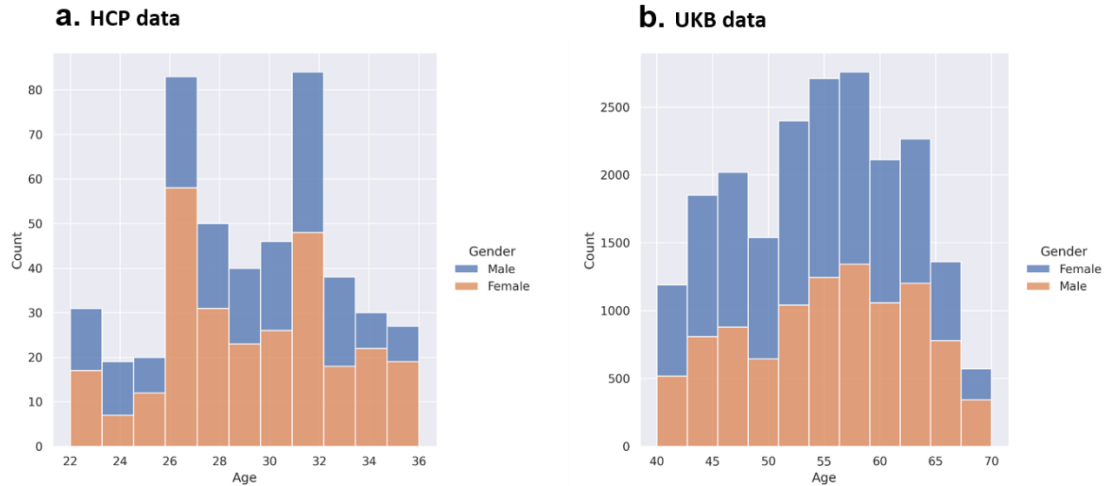 a. HCP data
80
70
60
50
40
30
20
10
0
Count
22 24 26 28 30 32 34 36
Age
Gender
Male
Female
b. UKB data
2500
2000
1500
1000
500
0
Count
40 45 50 55 60 65 70
Age
Gender
Female
Male